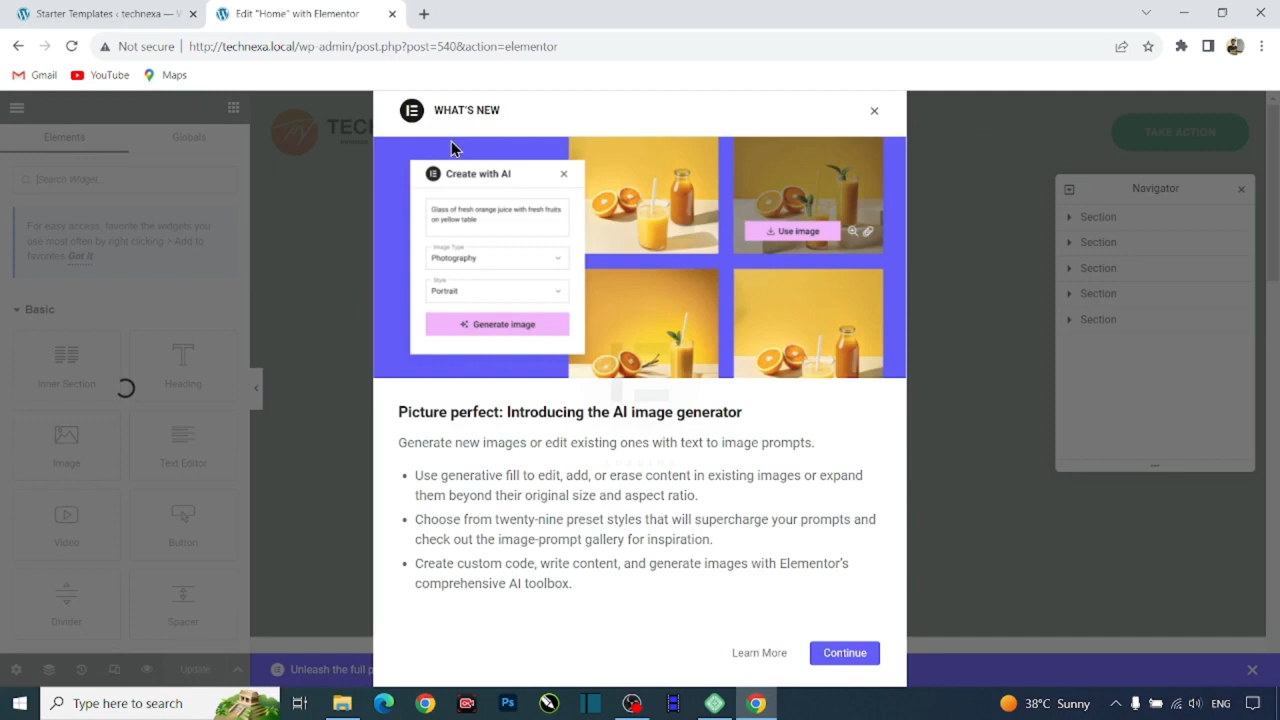 Starter Templates ‹ technexa — V
Edit "Home" with Elementor
Not secure
http://technexa.local/wp-admin/post.php?post=540&action=elementor
Gmail
YouTube
Maps
WHAT'S NEW
Elements
Globals
Search Widget...
For easy access, favorite the widgets you
use most often by right clicking > Add to
favorites Got It
Basic
Inner Section
Heading
Image
Text Editor
Video
Button
Divider
Spacer
Update
TECH
TAKE ACTION
Create with AI
Glass of fresh orange juice with fresh fruits
on yellow table
Image Type
Photography
Style
Portrait
Generate image
Use image
Picture perfect: Introducing the AI image generator
Generate new images or edit existing ones with text to image prompts.
• Use generative fill to edit, add, or erase content in existing images or expand
them beyond their original size and aspect ratio.
• Choose from twenty-nine preset styles that will supercharge your prompts and
check out the image-prompt gallery for inspiration.
• Create custom code, write content, and generate images with Elementor's
comprehensive AI toolbox.
Learn More
Continue
Navigator
Section
Section
Section
Section
Section
Unleash the full p
Type here to search
38°C Sunny
ENG